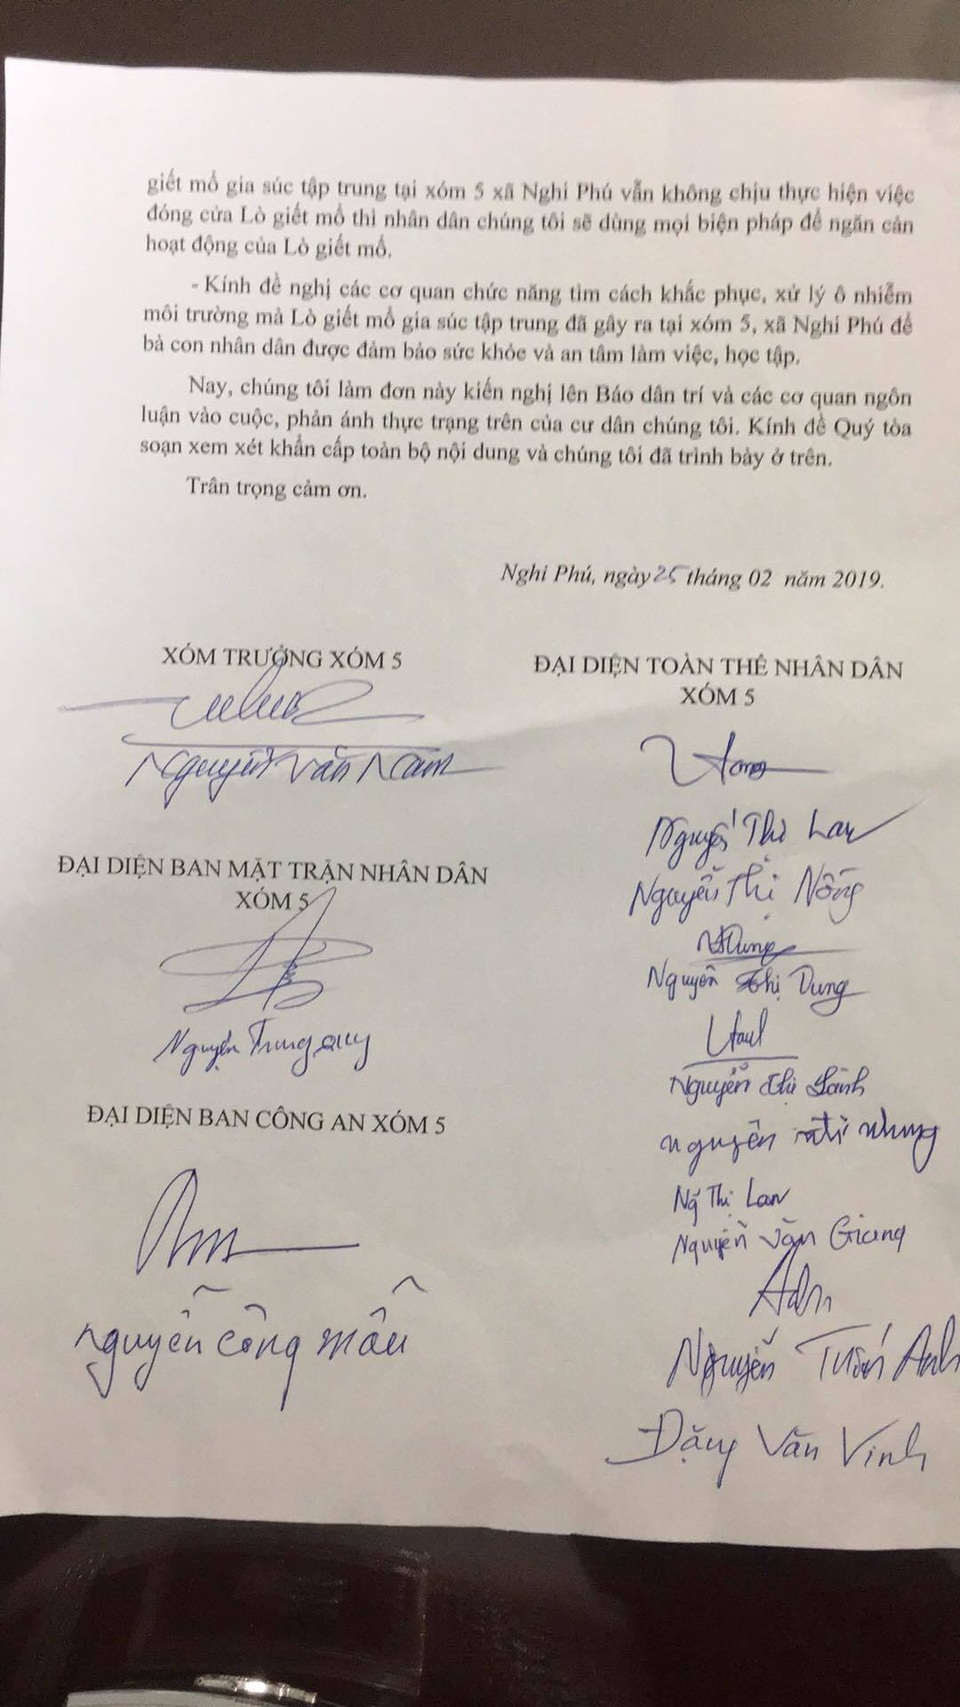 giết mổ gia súc tập trung tại xóm 5 xã Nghi Phú vẫn không chịu thực hiện việc
đóng cửa Lò giết mổ thì nhân dân chúng tôi sẽ dùng mọi biện pháp để ngăn cản
hoạt động của Lò giết mổ.
- Kính đề nghị các cơ quan chức năng tìm cách khắc phục, xử lý ô nhiễm
môi trường mà Lò giết mổ gia súc tập trung đã gây ra tại xóm 5, xã Nghi Phú để
bà con nhân dân được đảm bảo sức khỏe và an tâm làm việc, học tập.
Nay, chúng tôi làm đơn này kiến nghị lên Báo dân trí và các cơ quan ngôn
luận vào cuộc, phản ánh thực trạng trên của cư dân chúng tôi. Kính đề Quý tòa
soạn xem xét khẩn cấp toàn bộ nội dung và chúng tôi đã trình bày ở trên.
Trân trọng cảm ơn.
Nghi Phú, ngày 25 tháng 02 năm 2019.
XÓM TRƯỞNG XÓM 5
Nguyễn Văn Nam
ĐẠI DIỆN BAN MẶT TRẬN NHÂN DÂN
XÓM 5
Nguyễn Trung Quy
ĐẠI DIỆN BAN CÔNG AN XÓM 5
Nguyễn Công Mâu
ĐẠI DIỆN TOÀN THỂ NHÂN DÂN
XÓM 5
Nguyễn Thị Lan
Nguyễn Thị Nồng
Dung
Nguyễn Thị Dung
Nguyễn Thị Lành
nguyễn thị nhung
Ng Thị Lan
Nguyễn Văn Giang
Nguyễn Tuấn Anh
Đặng Văn Vinh